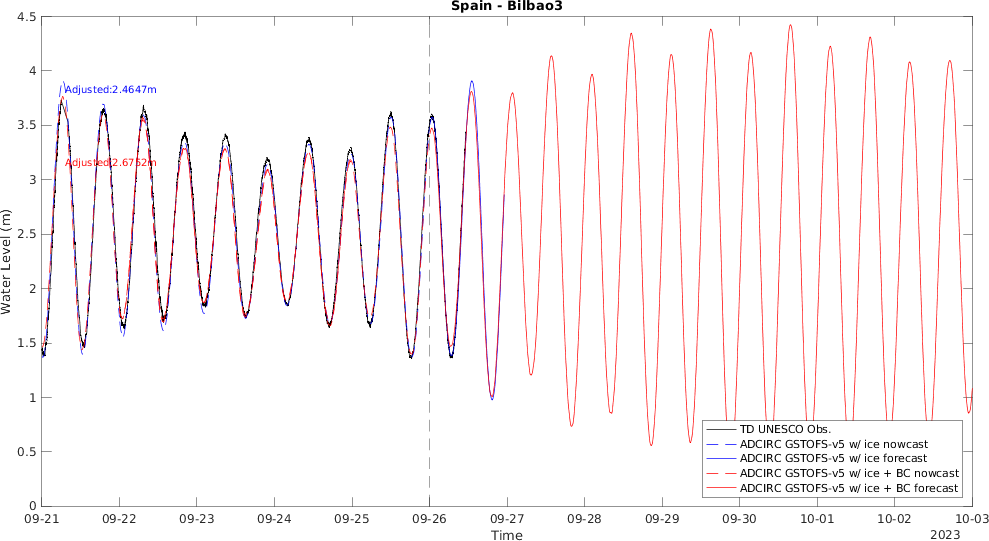 Spain - Bilbao3
4.5
4
3.5
3
2.5
2
1.5
1
0.5
0
Water Level (m)
Adjusted:2.4647m
Adjusted:2.6752m
TD UNESCO Obs.
ADCIRC GSTOFS-v5 w/ ice nowcast
ADCIRC GSTOFS-v5 w/ ice forecast
ADCIRC GSTOFS-v5 w/ ice + BC nowcast
ADCIRC GSTOFS-v5 w/ ice + BC forecast
09-21 09-22 09-23 09-24 09-25 09-26 09-27 09-28 09-29 09-30 10-01 10-02 10-03
Time
2023